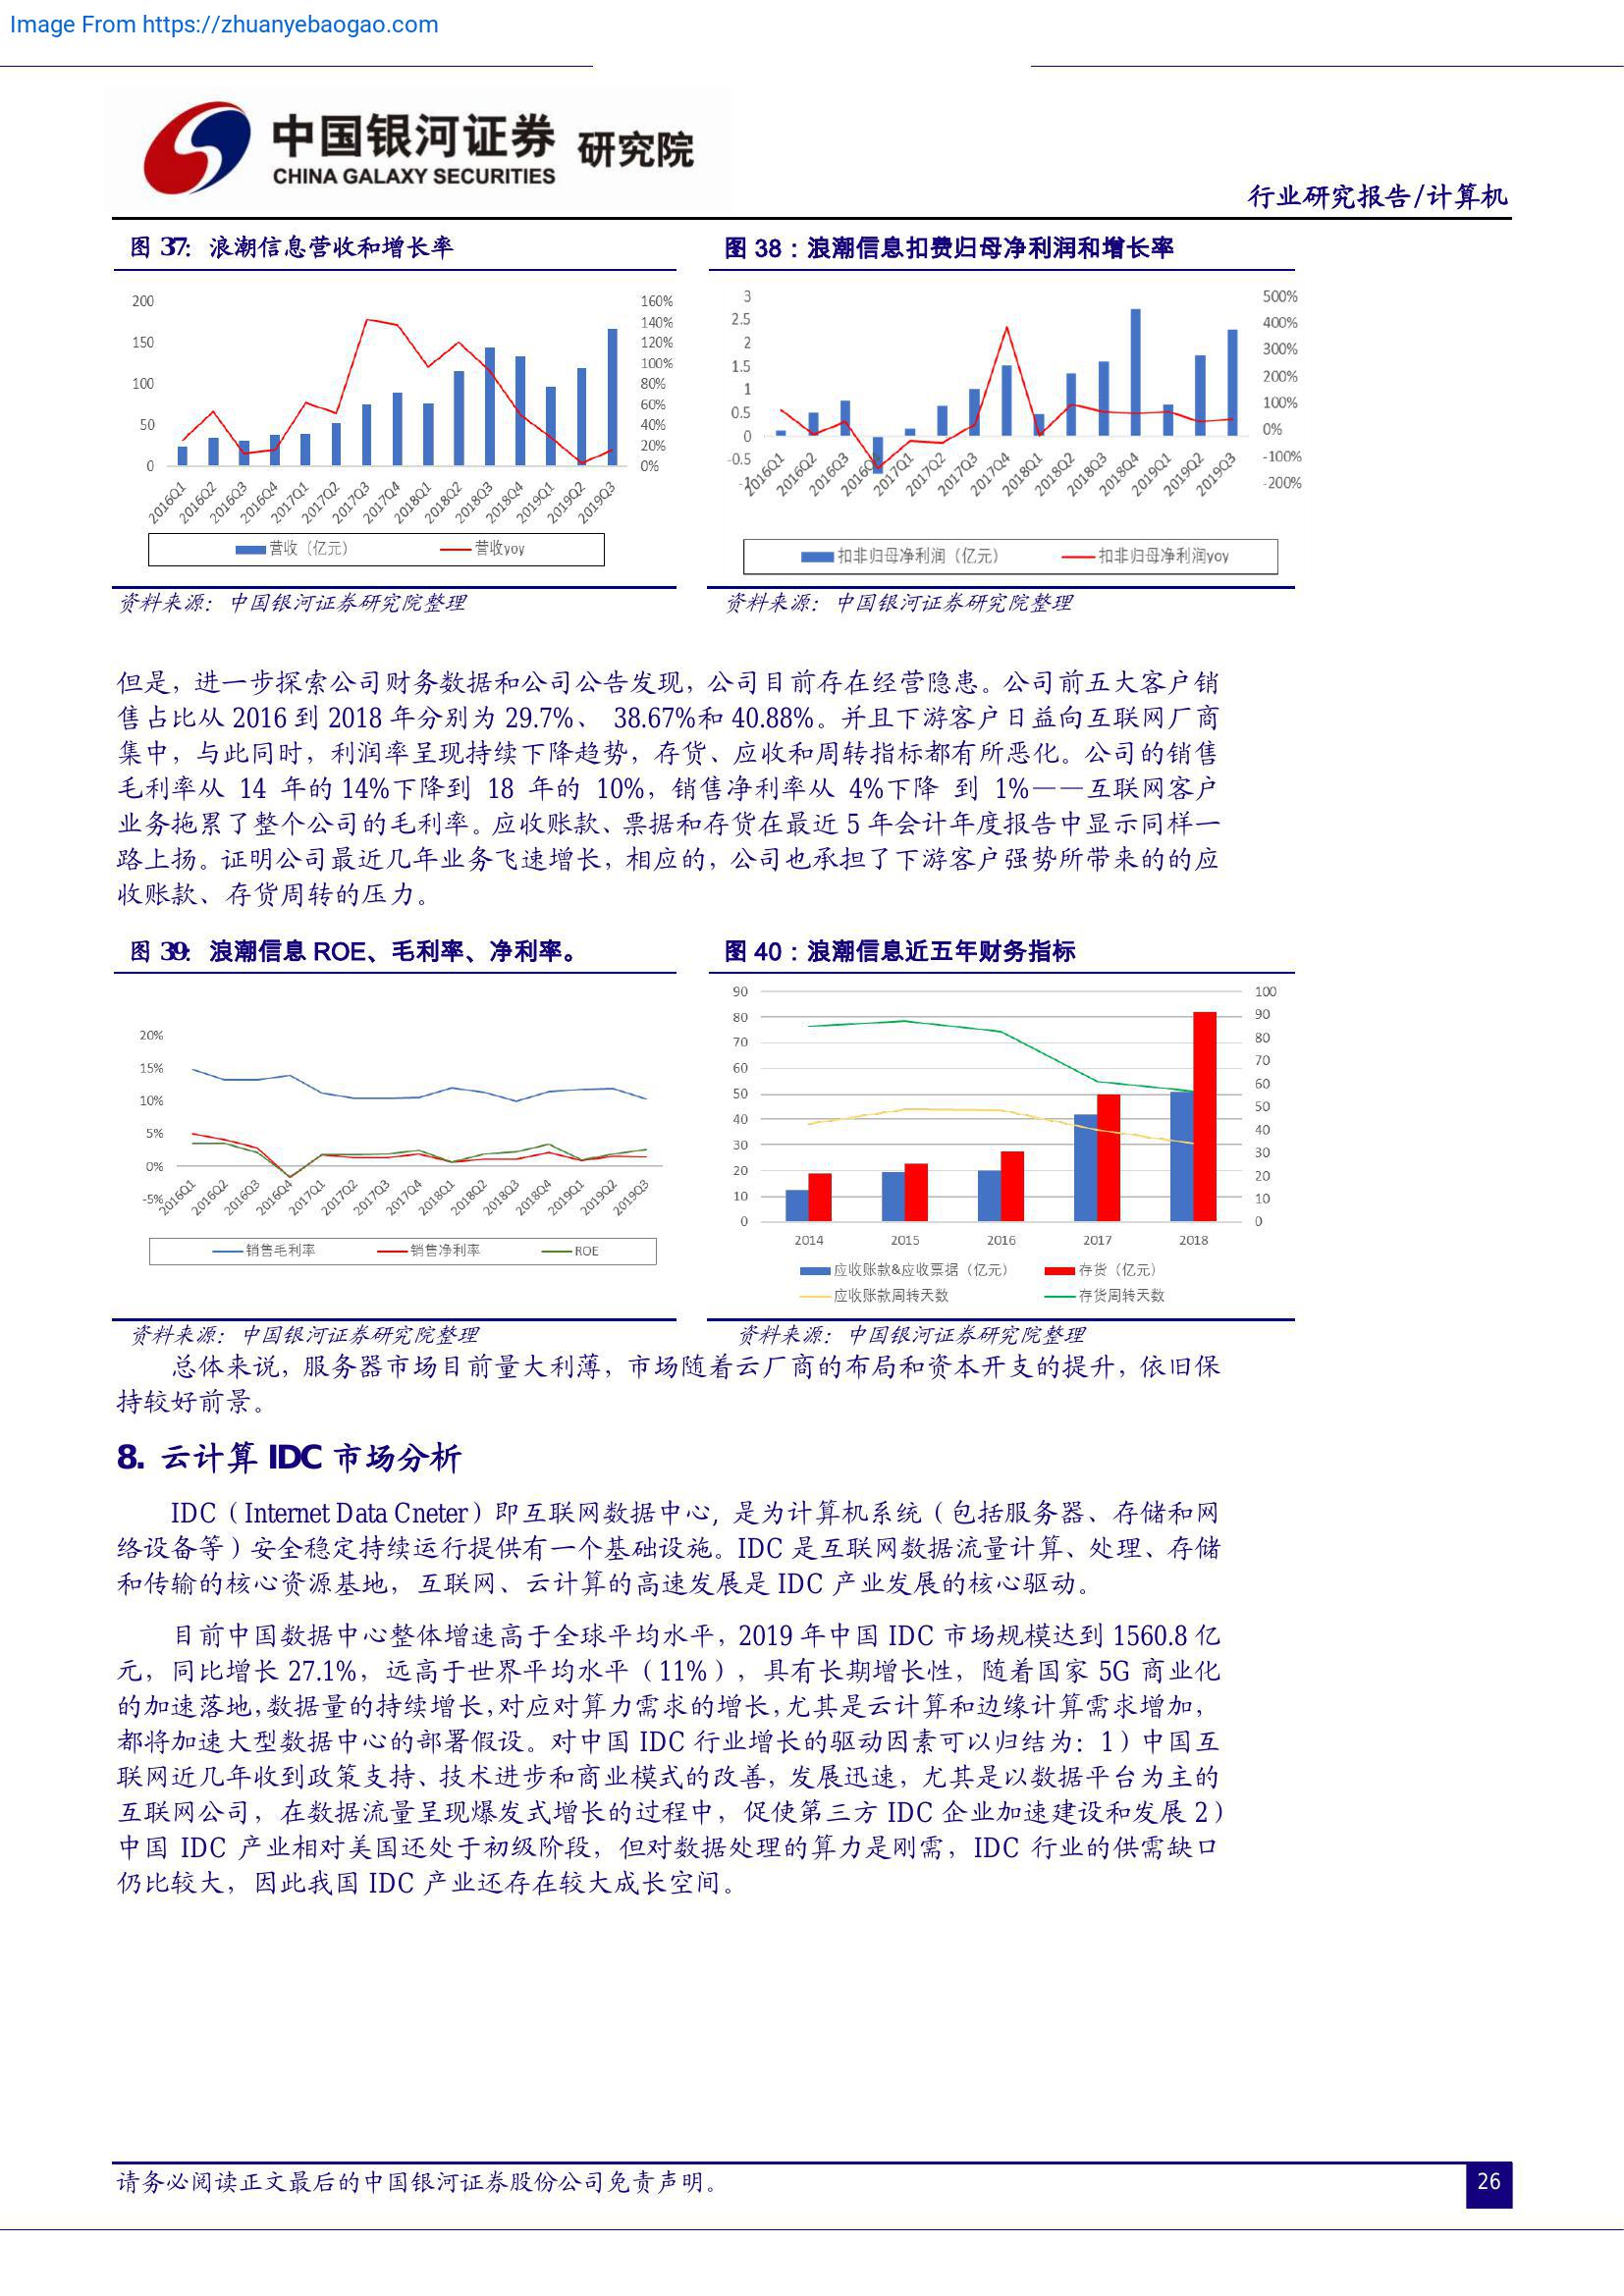 Image From https://zhuanyebaogao.com
中国银河证券 研究院
CHINA GALAXY SECURITIES
行业研究报告/计算机
图 37： 浪潮信息营收和增长率
200
150
100
50
0
160%
140%
120%
100%
80%
60%
40%
20%
0%
2016Q1 2016Q2 2016Q3 2016Q4 2017Q1 2017Q2 2017Q3 2017Q4 2018Q1 2018Q2 2018Q3 2018Q4 2019Q1 2019Q2 2019Q3
营收（亿元） 营收yoy
资料来源：中国银河证券研究院整理
图 38：浪潮信息扣费归母净利润和增长率
3
2.5
2
1.5
1
0.5
0
-0.5
-1
500%
400%
300%
200%
100%
0%
-100%
-200%
2016Q1 2016Q2 2016Q3 2016Q4 2017Q1 2017Q2 2017Q3 2017Q4 2018Q1 2018Q2 2018Q3 2018Q4 2019Q1 2019Q2 2019Q3
扣非归母净利润（亿元） 扣非归母净利润yoy
资料来源：中国银河证券研究院整理
但是，进一步探索公司财务数据和公司公告发现，公司目前存在经营隐患。公司前五大客户销
售占比从 2016 到 2018 年分别为 29.7%、 38.67%和 40.88%。并且下游客户日益向互联网厂商
集中，与此同时，利润率呈现持续下降趋势，存货、应收和周转指标都有所恶化。公司的销售
毛利率从 14 年的 14%下降到 18 年的 10%，销售净利率从 4%下降 到 1%——互联网客户
业务拖累了整个公司的毛利率。应收账款、票据和存货在最近 5 年会计年度报告中显示同样一
路上扬。证明公司最近几年业务飞速增长，相应的，公司也承担了下游客户强势所带来的的应
收账款、存货周转的压力。
图 39： 浪潮信息 ROE、毛利率、净利率。
20%
15%
10%
5%
0%
-5%
2016Q1 2016Q2 2016Q3 2016Q4 2017Q1 2017Q2 2017Q3 2017Q4 2018Q1 2018Q2 2018Q3 2018Q4 2019Q1 2019Q2 2019Q3
销售毛利率 销售净利率 ROE
资料来源：中国银河证券研究院整理
图 40：浪潮信息近五年财务指标
90
80
70
60
50
40
30
20
10
0
100
90
80
70
60
50
40
30
20
10
0
2014 2015 2016 2017 2018
应收账款&应收票据（亿元） 存货（亿元）
应收账款周转天数 存货周转天数
资料来源：中国银河证券研究院整理
总体来说，服务器市场目前量大利薄，市场随着云厂商的布局和资本开支的提升，依旧保
持较好前景。
8. 云计算 IDC 市场分析
IDC（Internet Data Cneter）即互联网数据中心，是为计算机系统（包括服务器、存储和网
络设备等）安全稳定持续运行提供有一个基础设施。IDC 是互联网数据流量计算、处理、存储
和传输的核心资源基地，互联网、云计算的高速发展是 IDC 产业发展的核心驱动。
目前中国数据中心整体增速高于全球平均水平，2019 年中国 IDC 市场规模达到 1560.8 亿
元，同比增长 27.1%，远高于世界平均水平（11%），具有长期增长性，随着国家 5G 商业化
的加速落地，数据量的持续增长，对应对算力需求的增长，尤其是云计算和边缘计算需求增加，
都将加速大型数据中心的部署假设。对中国 IDC 行业增长的驱动因素可以归结为：1）中国互
联网近几年收到政策支持、技术进步和商业模式的改善，发展迅速，尤其是以数据平台为主的
互联网公司，在数据流量呈现爆发式增长的过程中，促使第三方 IDC 企业加速建设和发展 2）
中国 IDC 产业相对美国还处于初级阶段，但对数据处理的算力是刚需，IDC 行业的供需缺口
仍比较大，因此我国 IDC 产业还存在较大成长空间。
请务必阅读正文最后的中国银河证券股份公司免责声明。
26